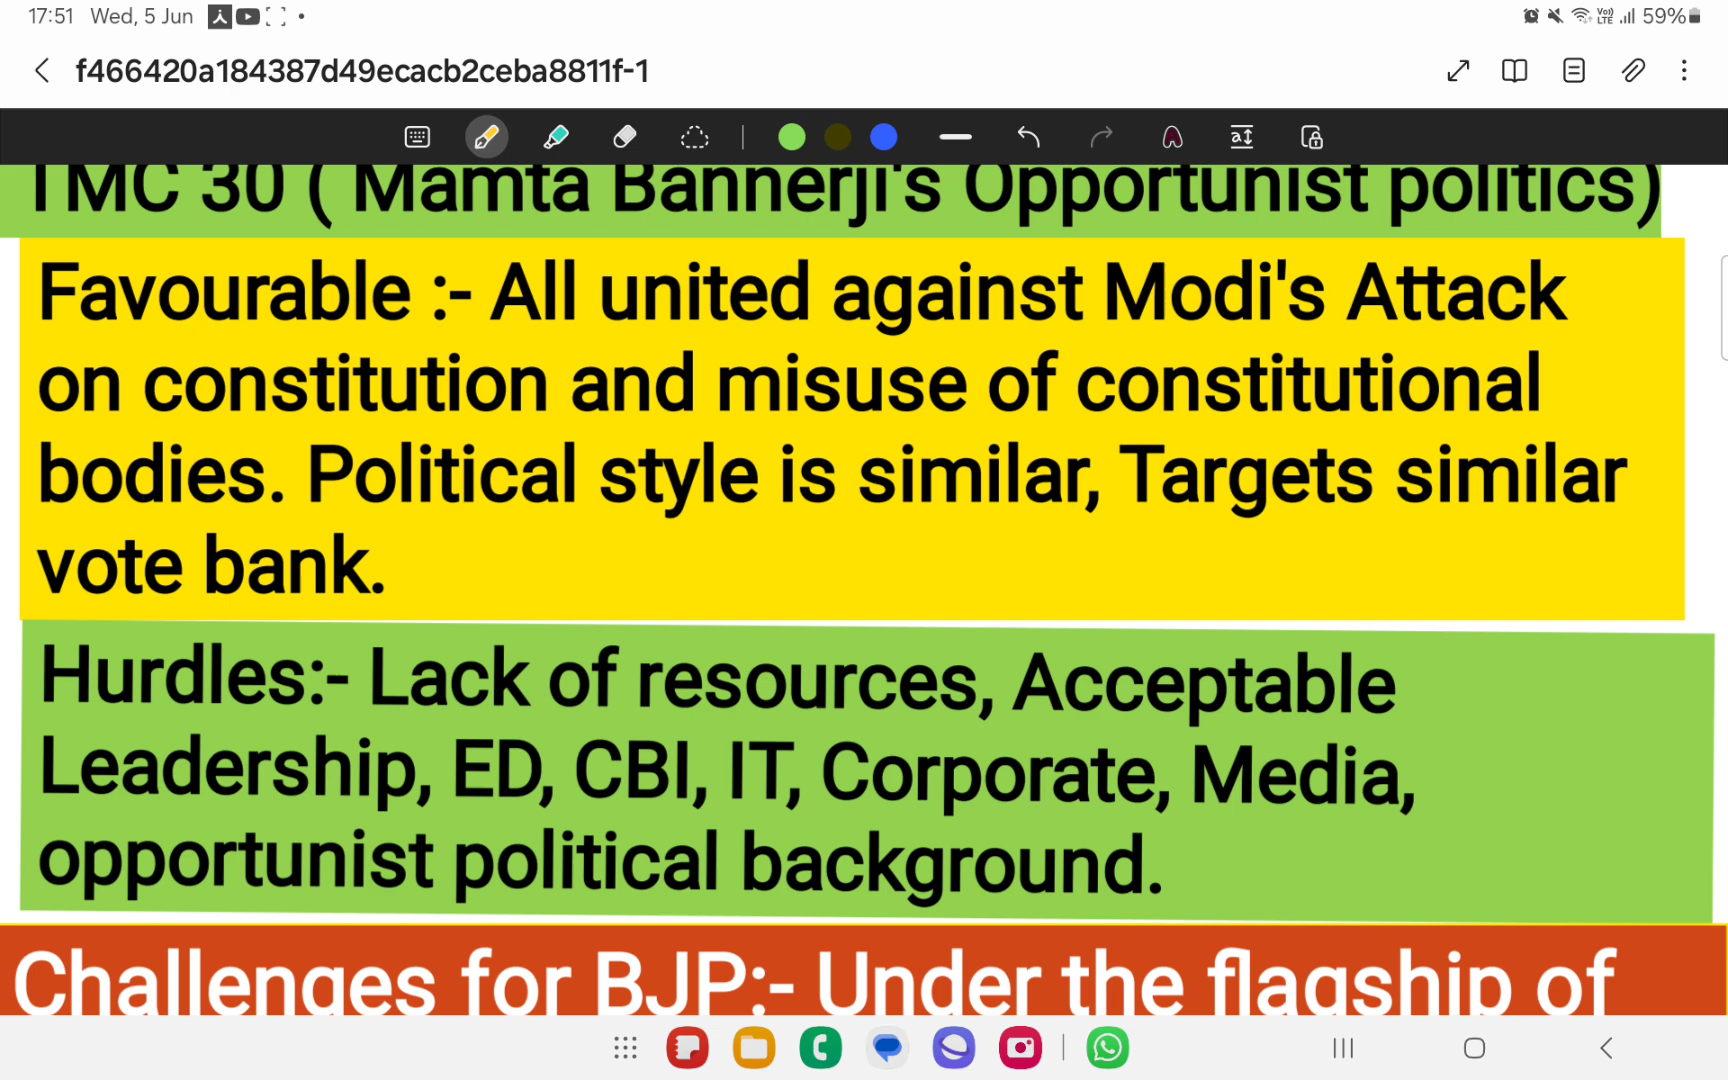 17:51 Wed, 5 Jun 59%
f466420a184387d49ecacb2ceba8811f-1
TMC 30 ( Mamta Bannerji's Opportunist politics)
Favourable :- All united against Modi's Attack
on constitution and misuse of constitutional
bodies. Political style is similar, Targets similar
vote bank.
Hurdles:- Lack of resources, Acceptable
Leadership, ED, CBI, IT, Corporate, Media,
opportunist political background.
Challenges for BJP:- Under the flagship of